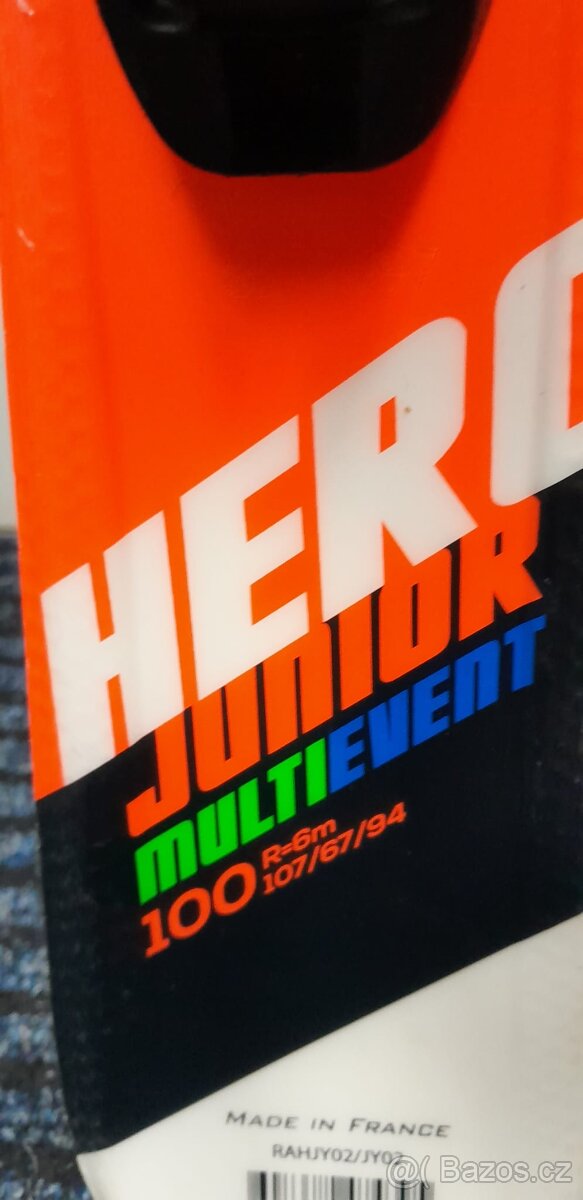 HERO
JUNIOR
MULTIEVENT
100 R=6m
107/67/94
MADE IN FRANCE
RAHJY02/JY02
@( Bazos.cz